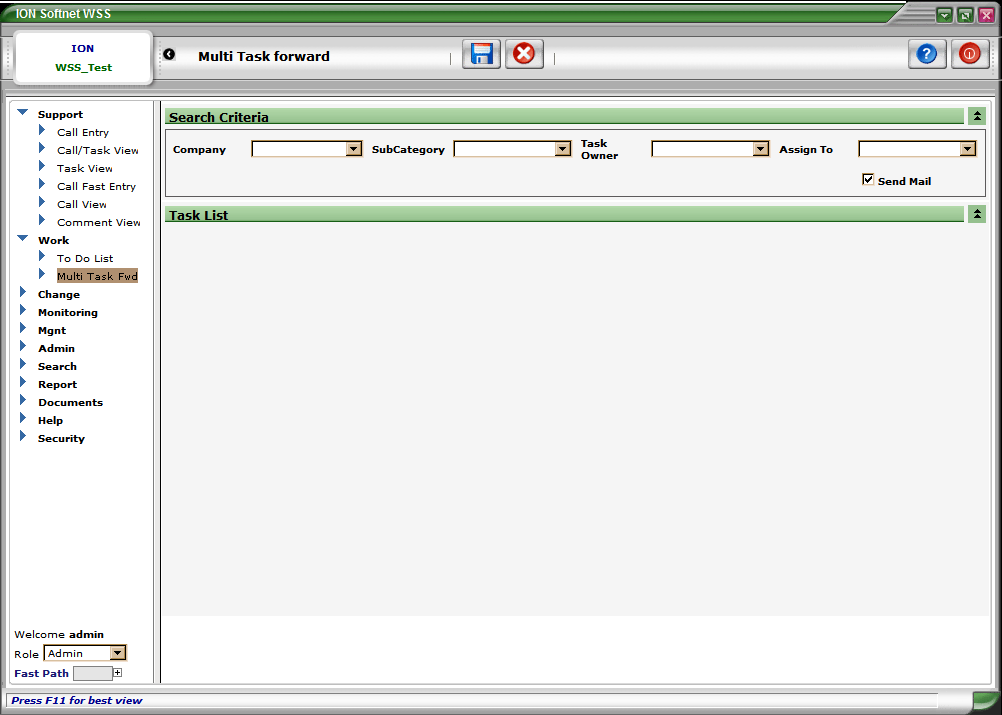 ION Softnet WSS
ION
WSS_Test
Multi Task forward
Support
Call Entry
Call/Task View
Task View
Call Fast Entry
Call View
Comment View
Work
To Do List
Multi Task Fwd
Change
Monitoring
Mgnt
Admin
Search
Report
Documents
Help
Security
Welcome admin
Role Admin
Fast Path
Search Criteria
Company SubCategory Task Owner Assign To
Send Mail
Task List
Press F11 for best view